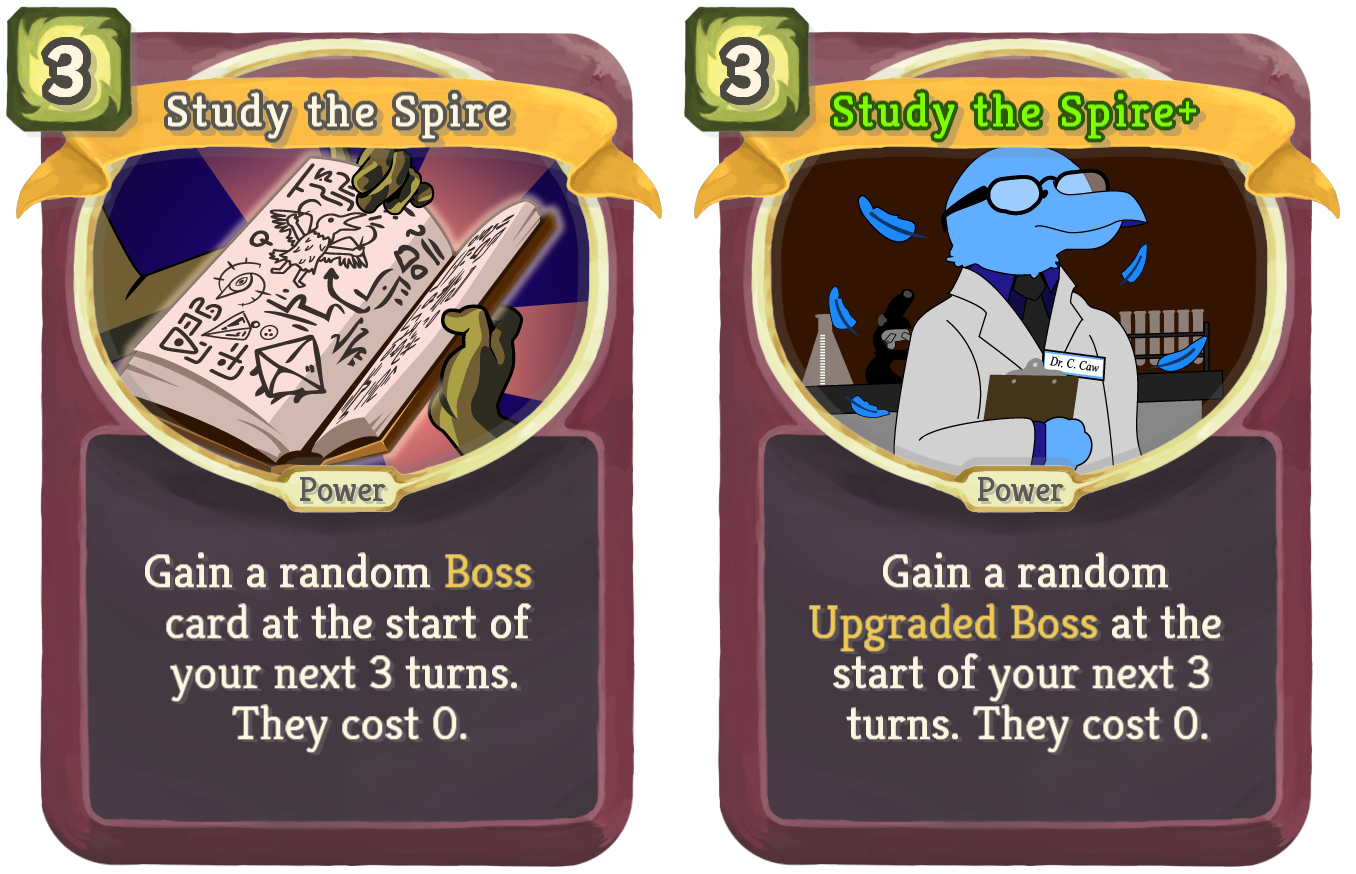 3
Study the Spire
Power
Gain a random Boss
card at the start of
your next 3 turns.
They cost 0.
3
Study the Spire+
Dr. C. Caw
Power
Gain a random
Upgraded Boss at the
start of your next 3
turns. They cost 0.